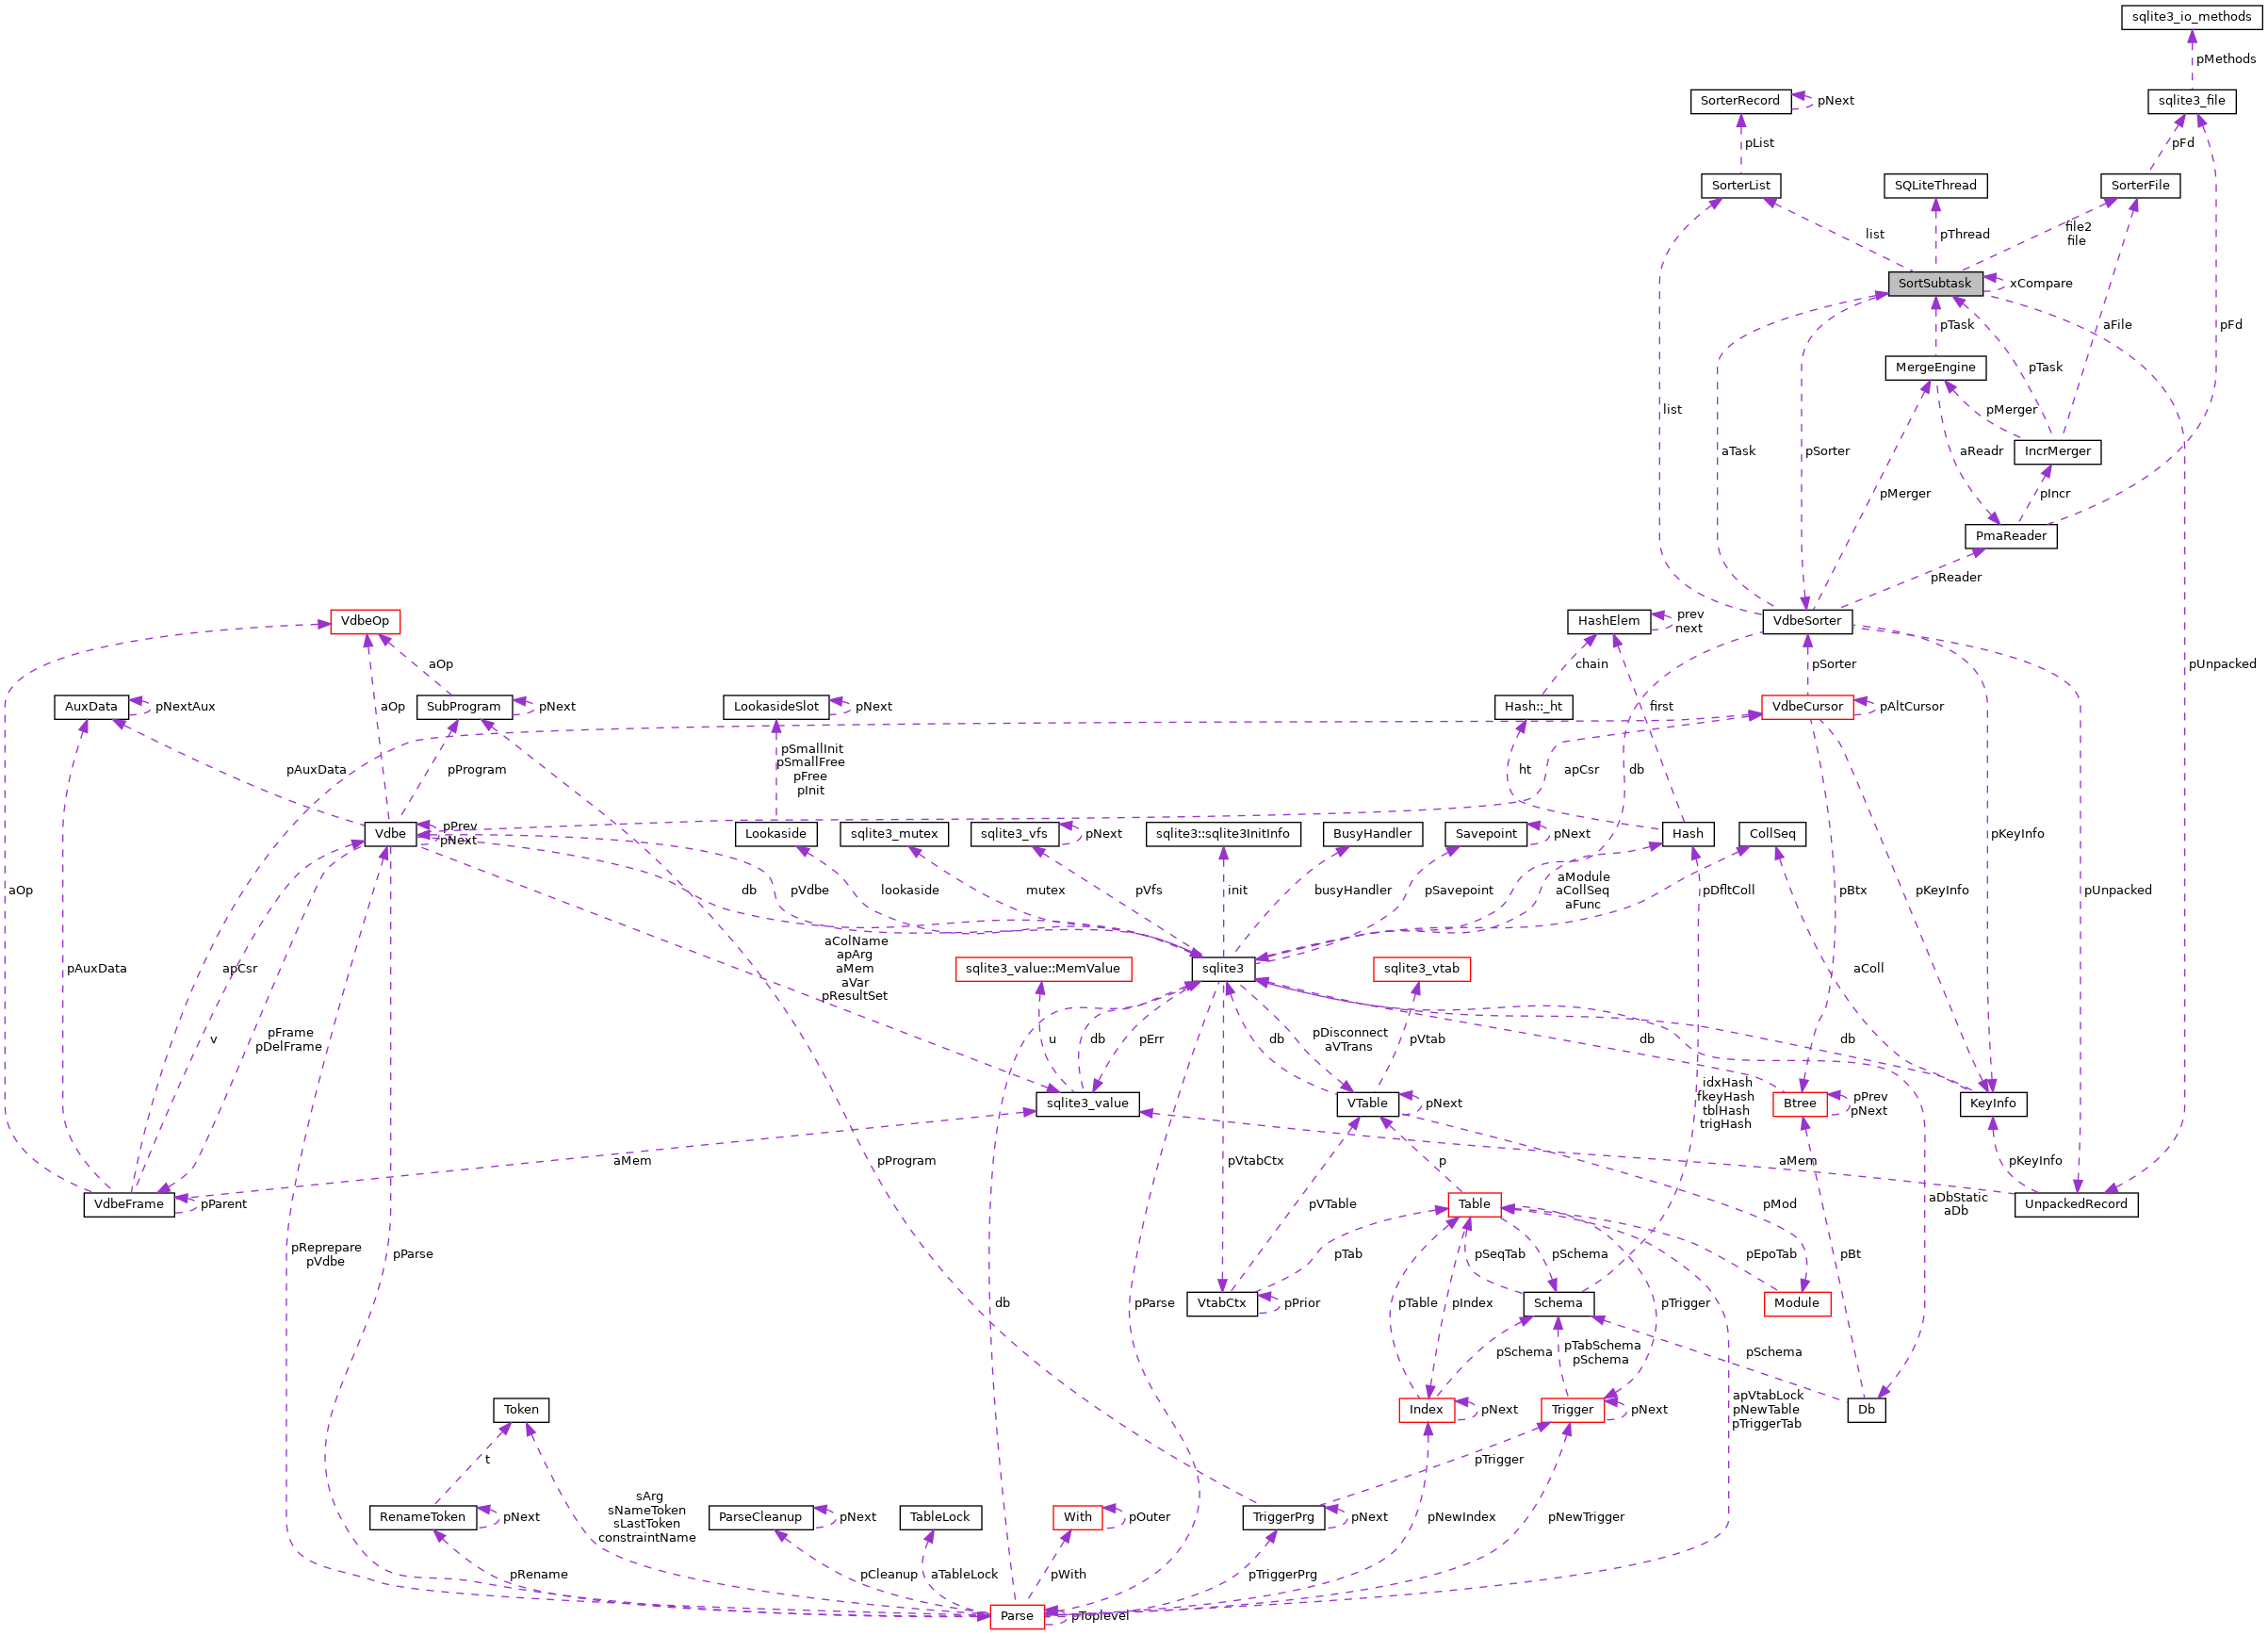 sqlite3_io_methods
pMethods
SorterRecord
pNext
sqlite3_file
pList
pFd
SorterList
SQLiteThread
SorterFile
list
pThread
file2
file
SortSubtask
xCompare
pTask
aFile
pFd
MergeEngine
pTask
list
pMerger
aTask
pSorter
aReadr
IncrMerger
pMerger
pIncr
PmaReader
pReader
VdbeOp
HashElem
prev
next
VdbeSorter
aOp
chain
pSorter
pUnpacked
AuxData
pNextAux
aOp
SubProgram
pNext
LookasideSlot
pNext
Hash::_ht
first
VdbeCursor
pAltCursor
pAuxData
pProgram
pSmallInit
pSmallFree
pFree
pInit
ht
apCsr
db
Vdbe
pPrev
pNext
Lookaside
sqlite3_mutex
sqlite3_vfs
pNext
sqlite3::sqlite3InitInfo
BusyHandler
Savepoint
pNext
Hash
CollSeq
pKeyInfo
aOp
db
pVdbe
lookaside
mutex
pVfs
init
busyHandler
pSavepoint
aModule
aCollSeq
aFunc
pDfltColl
pBtx
pKeyInfo
pUnpacked
pAuxData
apCsr
aColName
apArg
aMem
aVar
pResultSet
sqlite3_value::MemValue
sqlite3
sqlite3_vtab
aColl
v
pFrame
pDelFrame
u
db
pErr
db
pDisconnect
aVTrans
pVtab
db
db
sqlite3_value
VTable
pNext
idxHash
fkeyHash
tblHash
trigHash
Btree
pPrev
pNext
KeyInfo
aMem
pProgram
pVtabCtx
p
aMem
pKeyInfo
VdbeFrame
pParent
pVTable
Table
pMod
aDbStatic
aDb
UnpackedRecord
pReprepare
pVdbe
pParse
pTab
pSeqTab
pSchema
pEpoTab
pBt
db
pParse
VtabCtx
pPrior
pTable
pIndex
Schema
pTrigger
Module
pSchema
pTabSchema
pSchema
pSchema
Token
Index
pNext
Trigger
pNext
apVtabLock
pNewTable
pTriggerTab
Db
t
pTrigger
RenameToken
pNext
sArg
sNameToken
sLastToken
constraintName
ParseCleanup
pNext
TableLock
With
pOuter
TriggerPrg
pNext
pNewIndex
pNewTrigger
pRename
pCleanup
aTableLock
pWith
pTriggerPrg
Parse
pToplevel